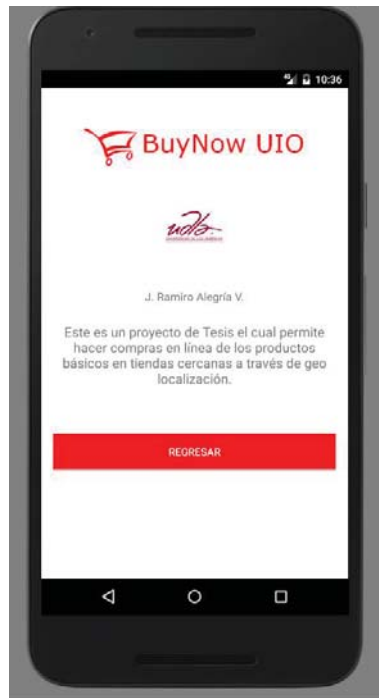 4G 10:36
BuyNow UIO
udla-
J. Ramiro Alegría V.
Este es un proyecto de Tesis el cual permite
hacer compras en línea de los productos
básicos en tiendas cercanas a través de geo
localización.
REGRESAR